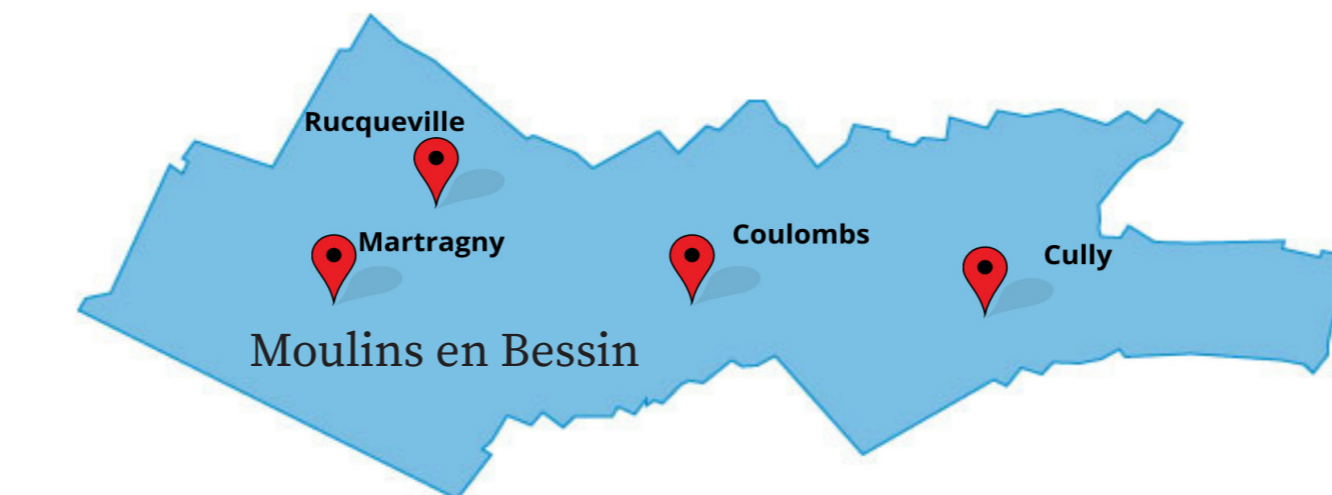 Rucqueville
Martragny
Coulombs
Cully
Moulins en Bessin